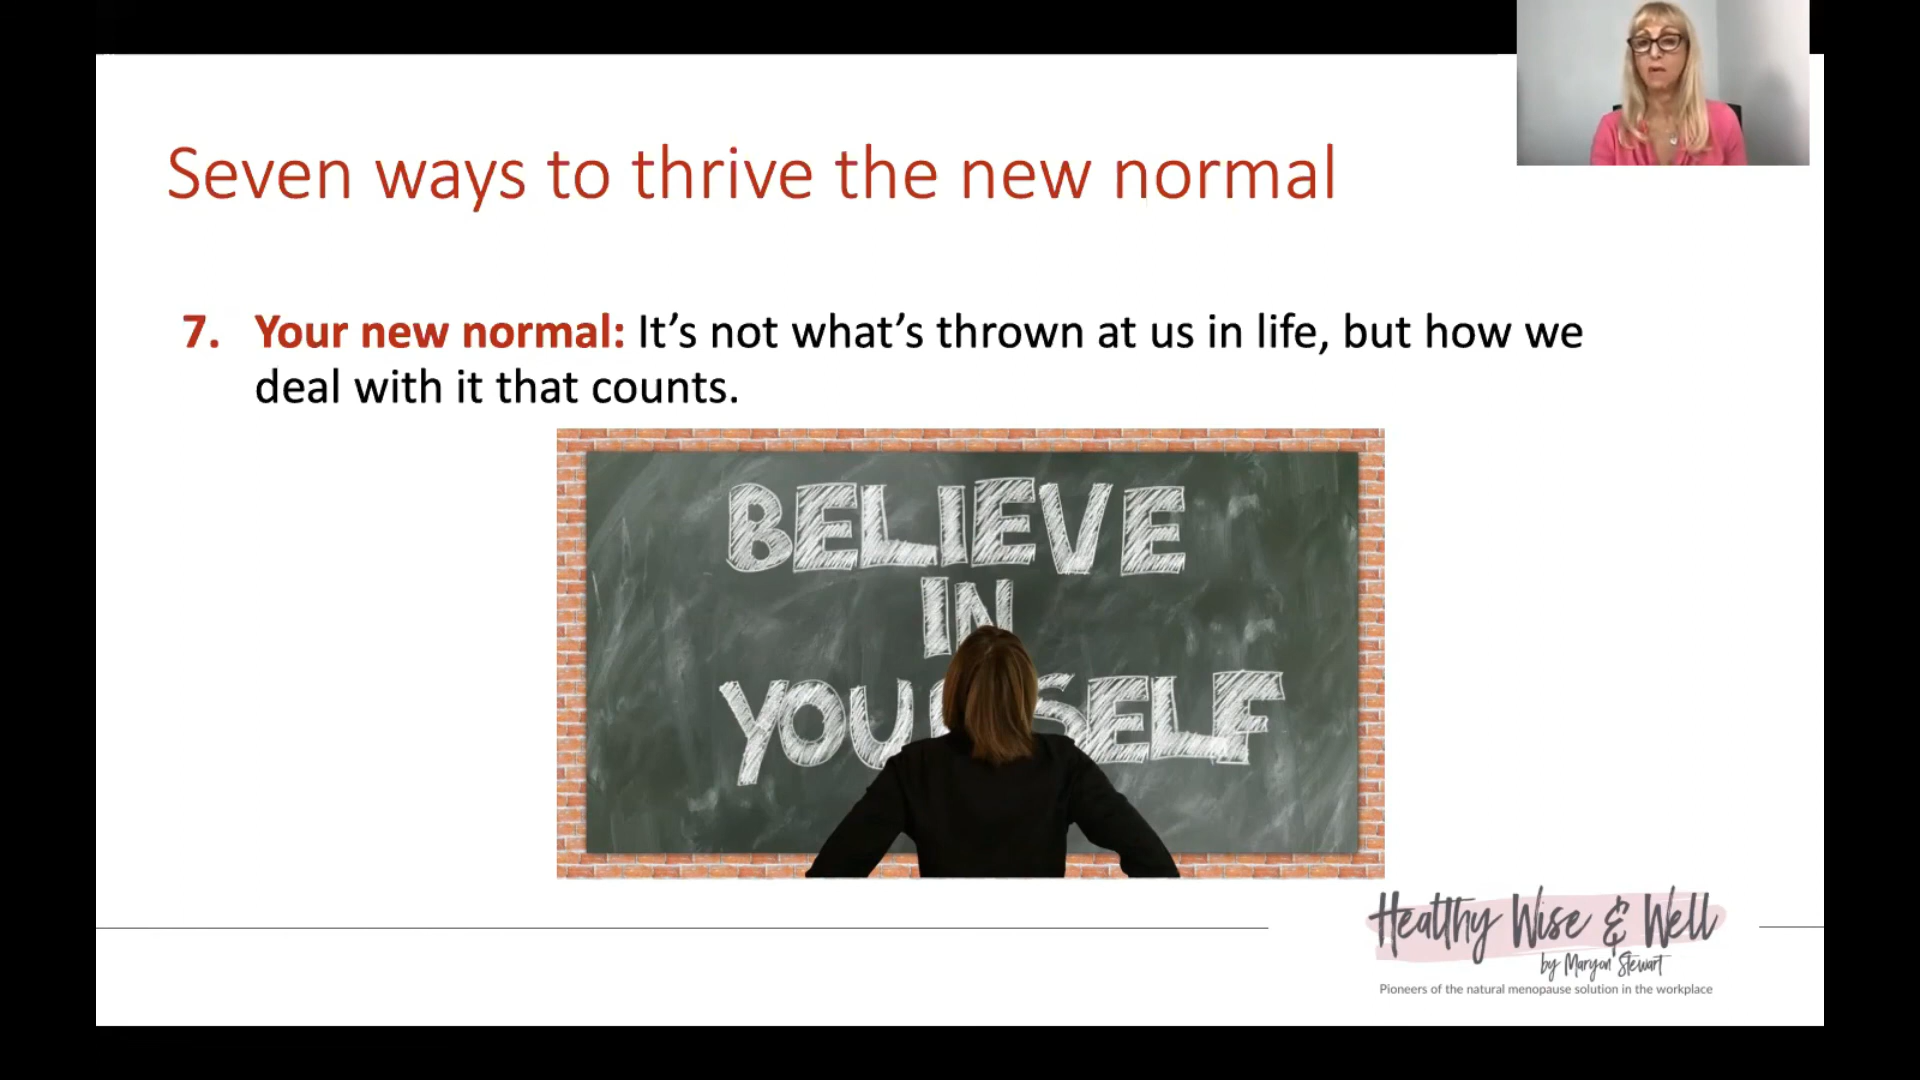 Seven ways to thrive the new normal
7. Your new normal: It’s not what’s thrown at us in life, but how we
deal with it that counts.
BELIEVE
IN
YOURSELF
Healthy Wise & Well
by Maryon Stewart
Pioneers of the natural menopause solution in the workplace